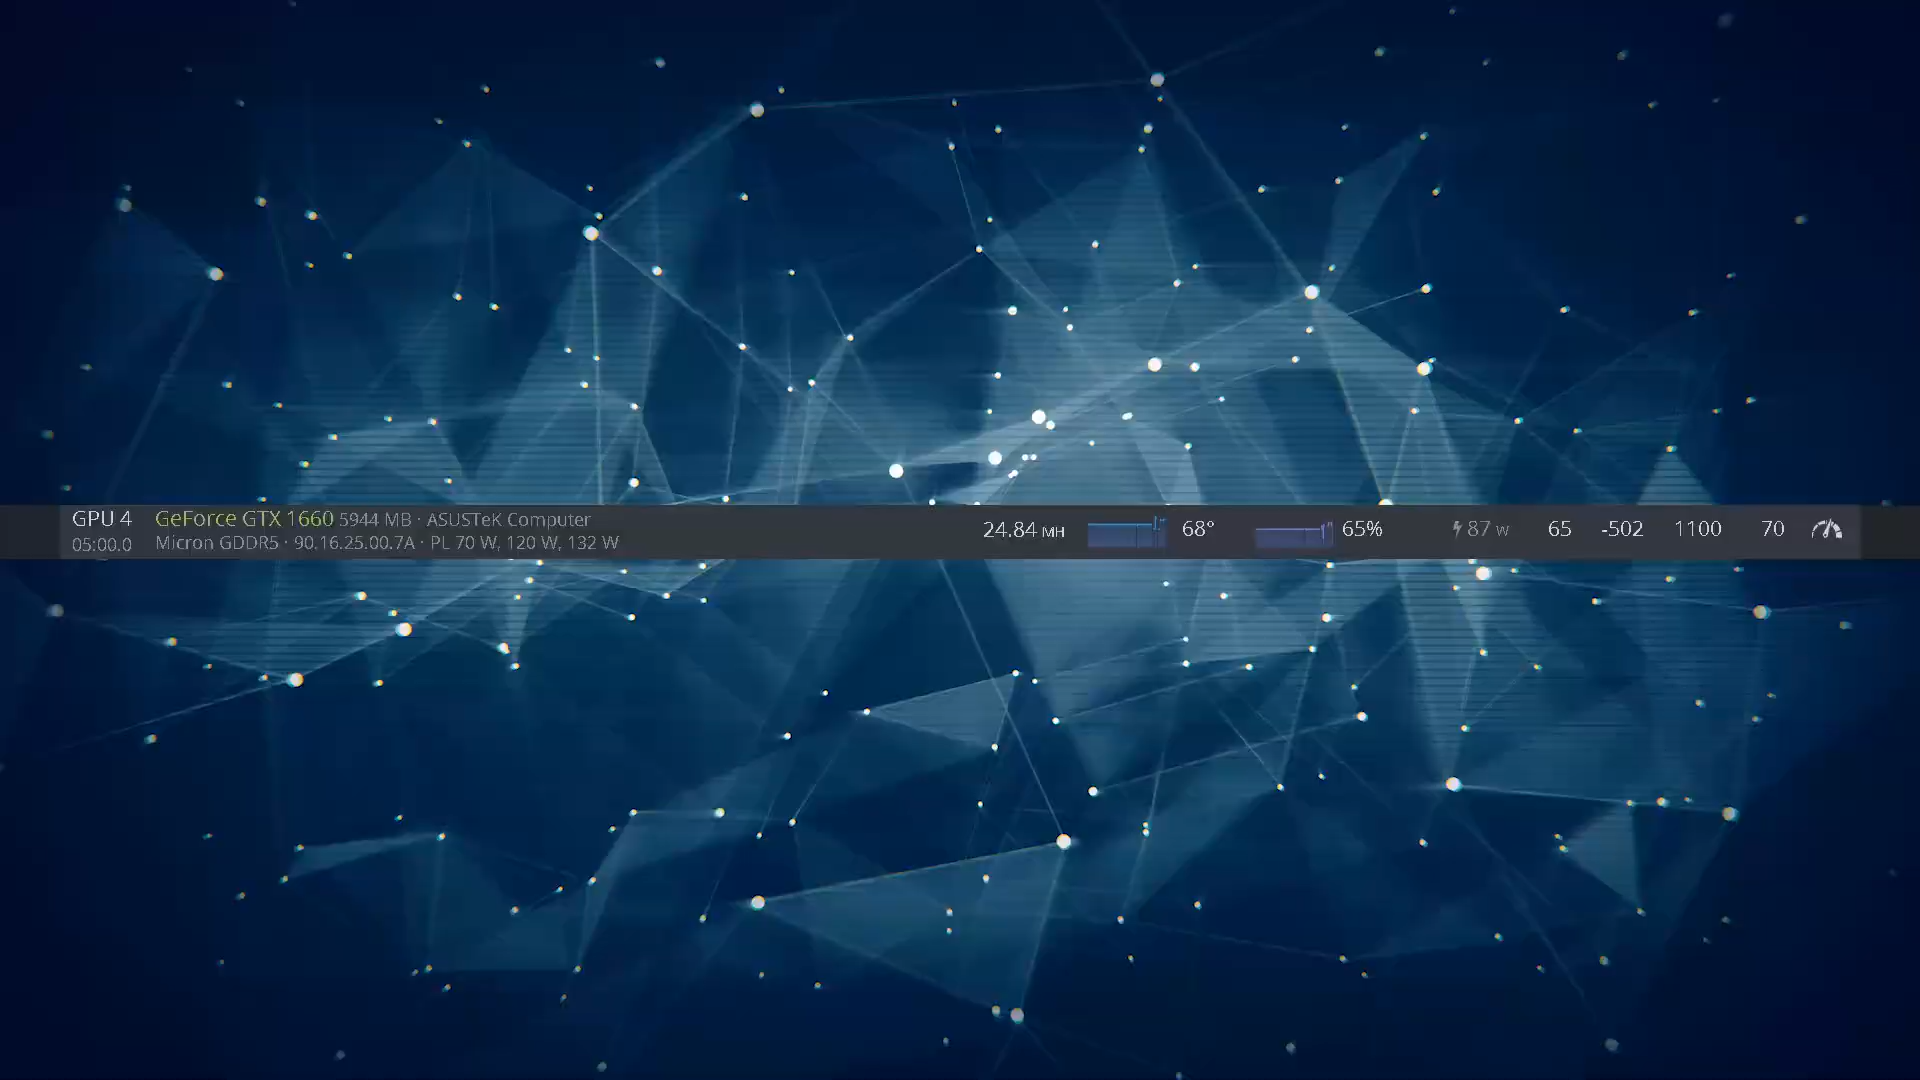 GPU 4 GeForce GTX 1660 5944 MB · ASUSTeK Computer 24.84 MH 68° 65% 87 W 65 -502 1100 70
05:00.0 Micron GDDR5 · 90.16.25.00.7A · PL 70 W, 120 W, 132 W